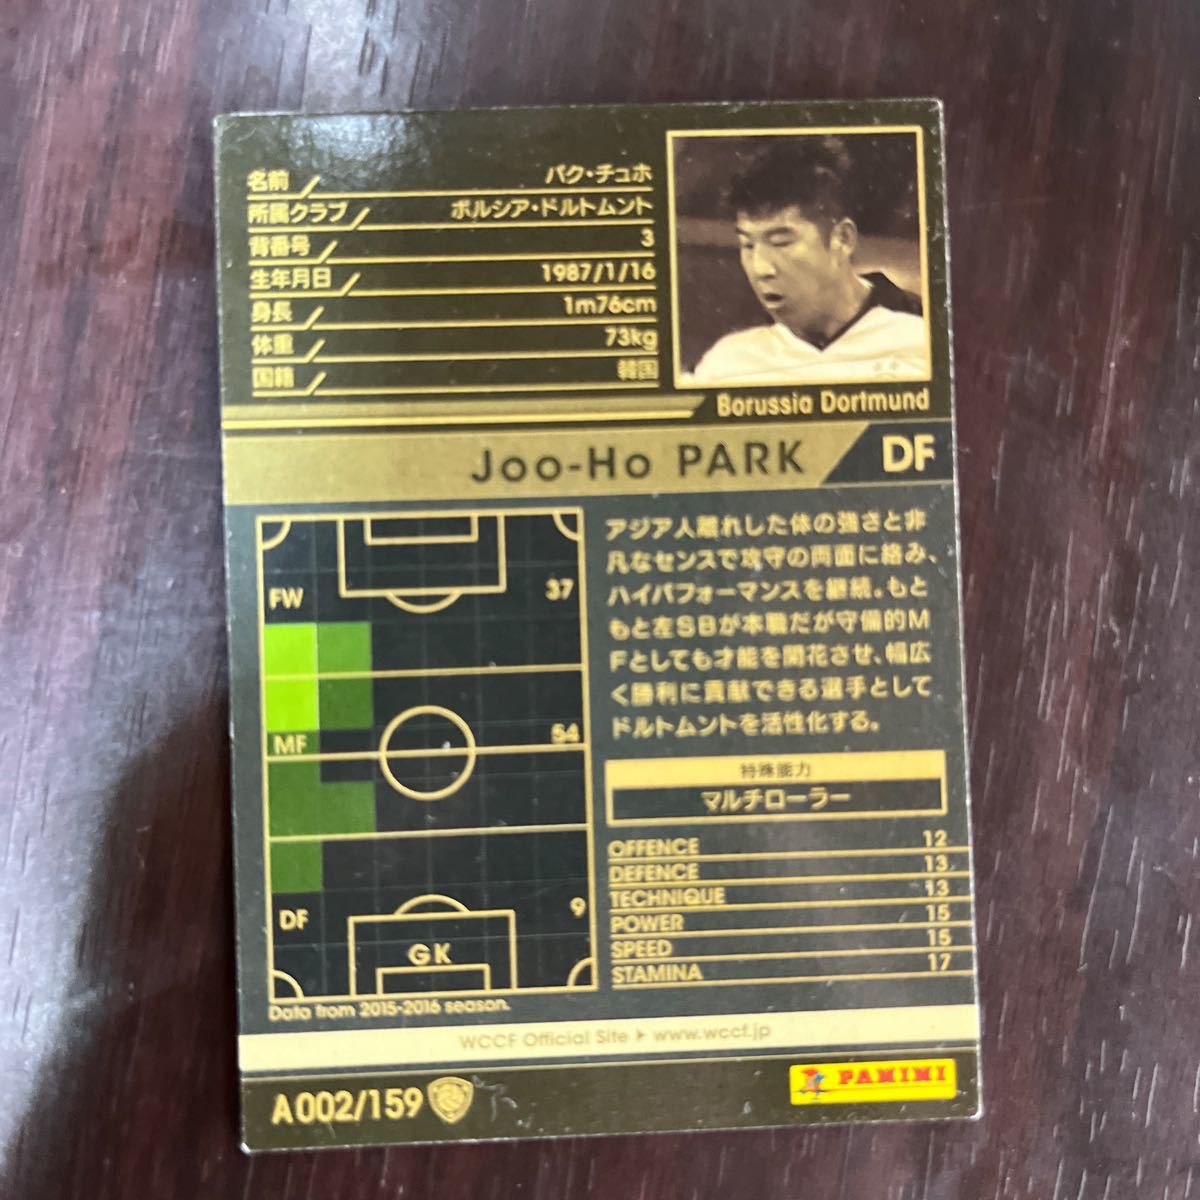 名前 パク・チュホ
所属クラブ ボルシア・ドルトムント
背番号 3
生年月日 1987/1/16
身長 1m76cm
体重 73kg
国籍 韓国
Borussia Dortmund
Joo-Ho PARK DF
アジア人離れした体の強さと非
凡なセンスで攻守の両面に絡み、
ハイパフォーマンスを継続。もと
もと左SBが本職だが守備的M
Fとしても才能を開花させ、幅広
く勝利に貢献できる選手として
ドルトムントを活性化する。
FW 37
MF 54
DF 9
GK
特殊能力
マルチローラー
OFFENCE 12
DEFENCE 13
TECHNIQUE 13
POWER 15
SPEED 15
STAMINA 17
Data from 2015-2016 season.
WCCF Official Site ▶ www.wccf.jp
A002/159
PANINI